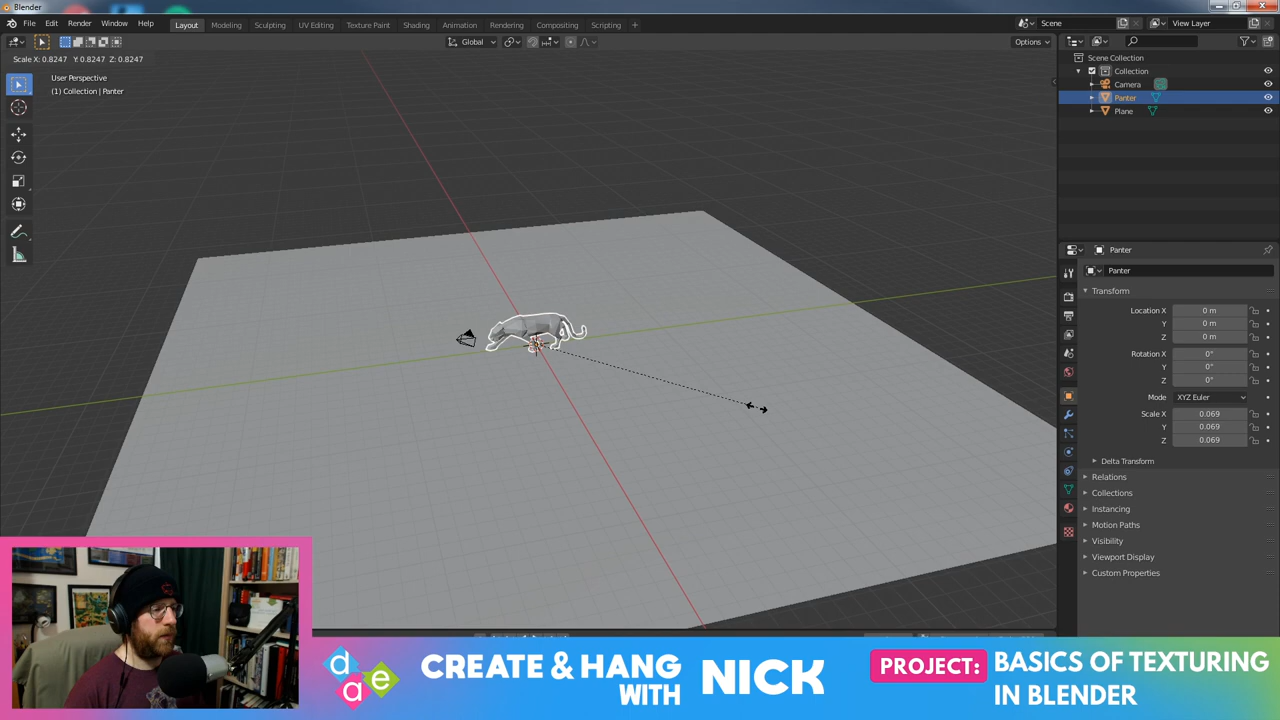 Blender
File Edit Render Window Help
Layout Modeling Sculpting UV Editing Texture Paint Shading Animation Rendering Compositing Scripting +
Scene
View Layer
Global
Options
Scale X: 0.8247 Y: 0.8247 Z: 0.8247
User Perspective
(1) Collection | Panter
Scene Collection
Collection
Camera
Panter
Plane
Panter
Panter
Transform
Location X 0 m
Y 0 m
Z 0 m
Rotation X 0°
Y 0°
Z 0°
Mode XYZ Euler
Scale X 0.069
Y 0.069
Z 0.069
Delta Transform
Relations
Collections
Instancing
Motion Paths
Visibility
Viewport Display
Custom Properties
dae
CREATE & HANG
WITH
NICK
PROJECT:
BASICS OF TEXTURING
IN BLENDER